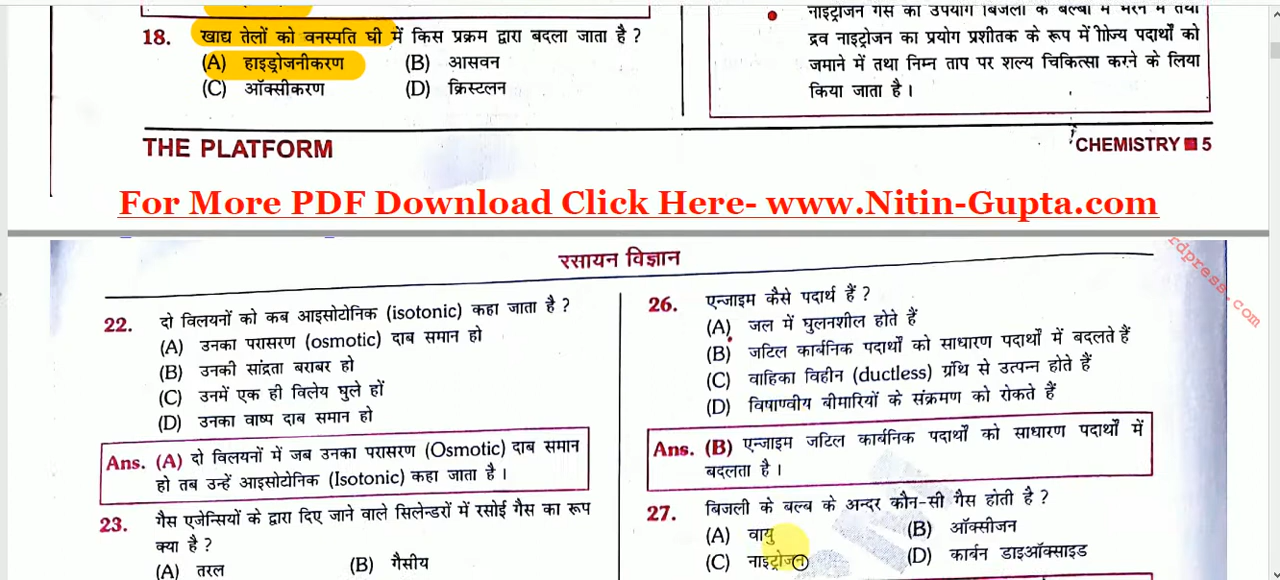 18. खाद्य तेलों को वनस्पति घी में किस प्रक्रम द्वारा बदला जाता है ?
(A) हाइड्रोजनीकरण (B) आसवन
(C) ऑक्सीकरण (D) क्रिस्टलन
नाइट्रोजन गैस का उपयोग बिजली के बल्बों में भरने में तथा
द्रव नाइट्रोजन का प्रयोग प्रशीतक के रूप में पदार्थों को
जमाने में तथा निम्न ताप पर शल्य चिकित्सा करने के लिया
किया जाता है ।
THE PLATFORM
CHEMISTRY 5
For More PDF Download Click Here- www.Nitin-Gupta.com
रसायन विज्ञान
rdpress.com
22. दो विलयनों को कब आइसोटोनिक (isotonic) कहा जाता है ?
(A) उनका परासरण (osmotic) दाब समान हो
(B) उनकी सांद्रता बराबर हो
(C) उनमें एक ही विलेय घुले हों
(D) उनका वाष्प दाब समान हो
Ans. (A) दो विलयनों में जब उनका परासरण (Osmotic) दाब समान
हो तब उन्हें आइसोटोनिक (Isotonic) कहा जाता है ।
23. गैस एजेन्सियों के द्वारा दिए जाने वाले सिलेन्डरों में रसोई गैस का रूप
क्या है ?
(A) तरल (B) गैसीय
26. एन्जाइम कैसे पदार्थ हैं ?
(A) जल में घुलनशील होते हैं
(B) जटिल कार्बनिक पदार्थों को साधारण पदार्थों में बदलते हैं
(C) वाहिका विहीन (ductless) ग्रंथि से उत्पन्न होते हैं
(D) विषाण्वीय बीमारियों के संक्रमण को रोकते हैं
Ans. (B) एन्जाइम जटिल कार्बनिक पदार्थों को साधारण पदार्थों में
बदलता है ।
27. बिजली के बल्ब के अन्दर कौन-सी गैस होती है ?
(A) वायु (B) ऑक्सीजन
(C) नाइट्रोजन (D) कार्बन डाइऑक्साइड